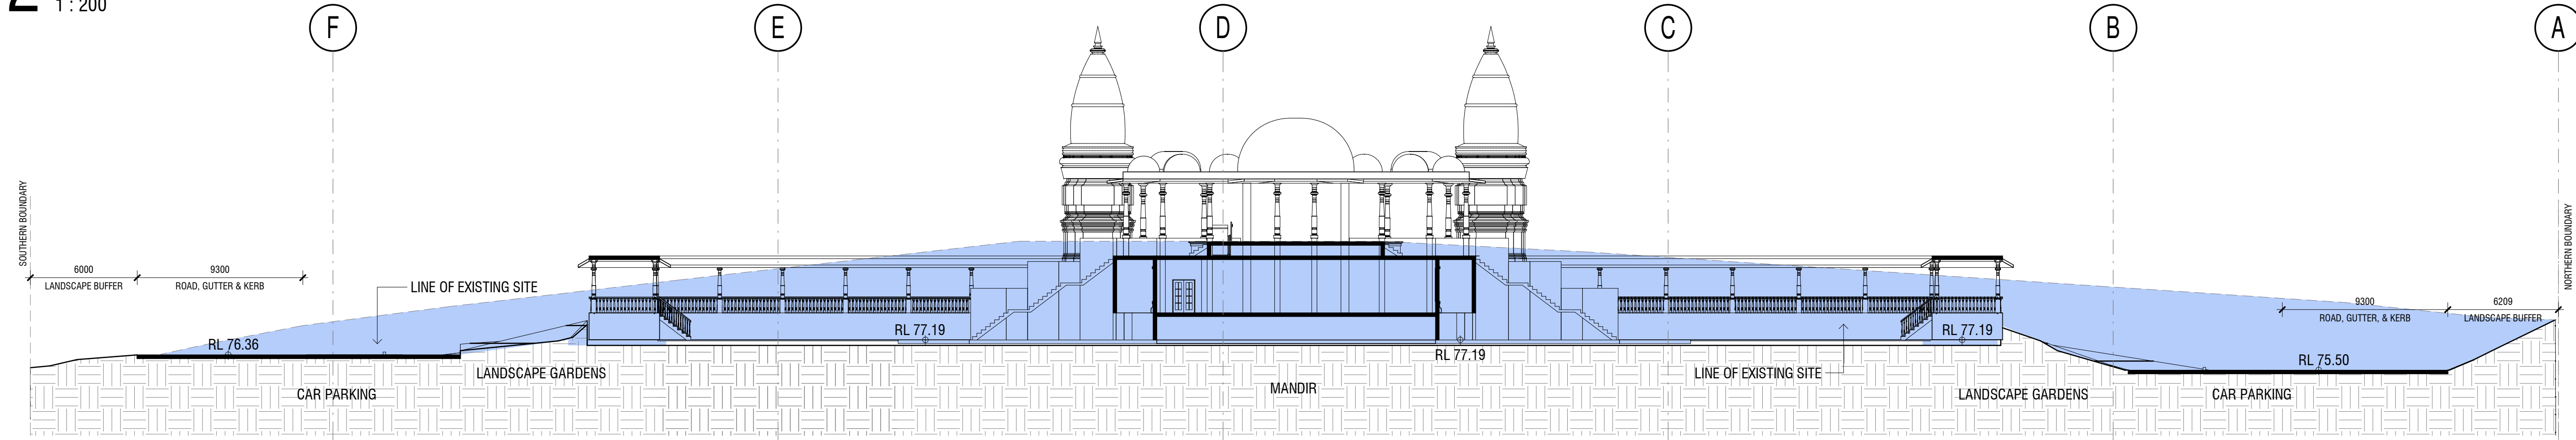 2
1 : 200
F
E
D
C
B
A
SOUTHERN BOUNDARY
6000
LANDSCAPE BUFFER
9300
ROAD, GUTTER & KERB
LINE OF EXISTING SITE
RL 76.36
LANDSCAPE GARDENS
CAR PARKING
RL 77.19
MANDIR
RL 77.19
LINE OF EXISTING SITE
RL 77.19
LANDSCAPE GARDENS
CAR PARKING
RL 75.50
9300
ROAD, GUTTER, & KERB
6209
LANDSCAPE BUFFER
NORTHERN BOUNDARY